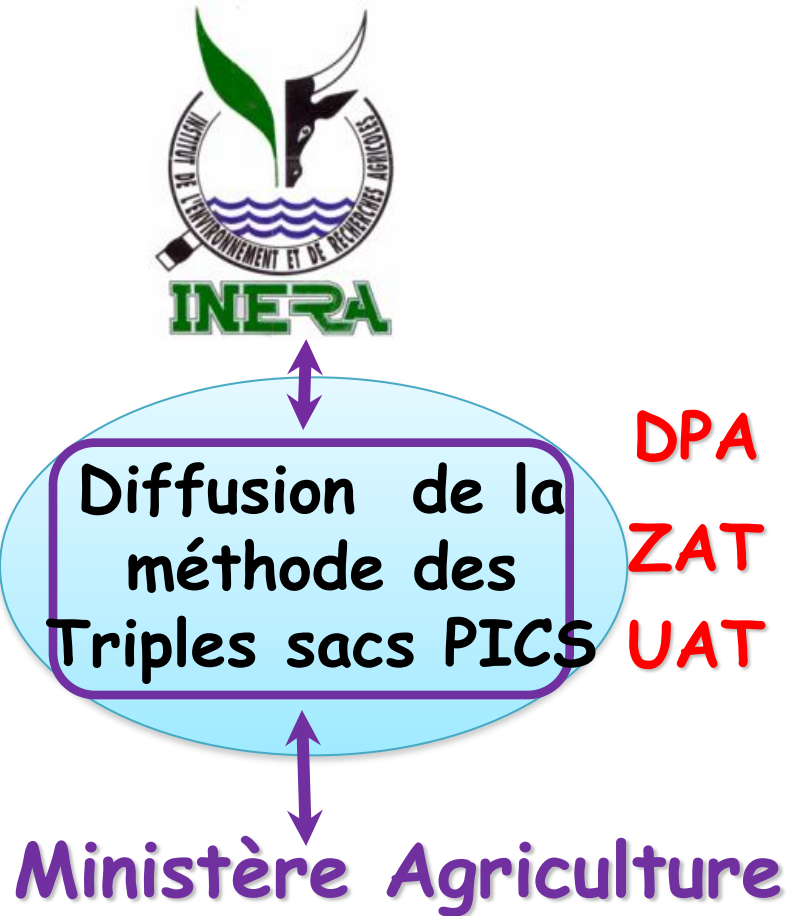 INSTITUT DE L'ENVIRONNEMENT ET DE RECHERCHES AGRICOLES
INERA
Diffusion de la
méthode des
Triples sacs PICS
DPA
ZAT
UAT
Ministère Agriculture